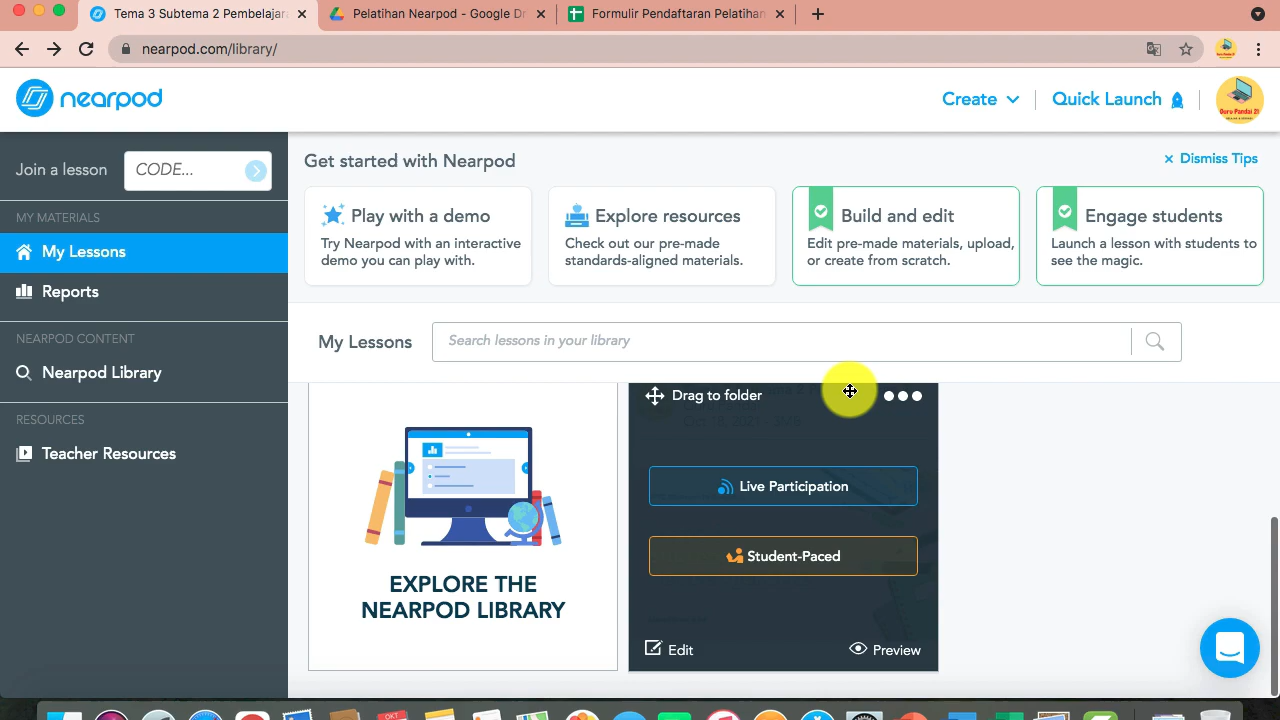 Tema 3 Subtema 2 Pembelajar
Pelatihan Nearpod - Google Dr
Formulir Pendaftaran Pelatihan
nearpod.com/library/
nearpod
Create
Quick Launch
Guru Pandai 21
Join a lesson
CODE...
MY MATERIALS
My Lessons
Reports
NEARPOD CONTENT
Nearpod Library
RESOURCES
Teacher Resources
Get started with Nearpod
× Dismiss Tips
Play with a demo
Try Nearpod with an interactive
demo you can play with.
Explore resources
Check out our pre-made
standards-aligned materials.
Build and edit
Edit pre-made materials, upload,
or create from scratch.
Engage students
Launch a lesson with students to
see the magic.
My Lessons
Search lessons in your library
EXPLORE THE
NEARPOD LIBRARY
Drag to folder
Live Participation
Student-Paced
Edit
Preview